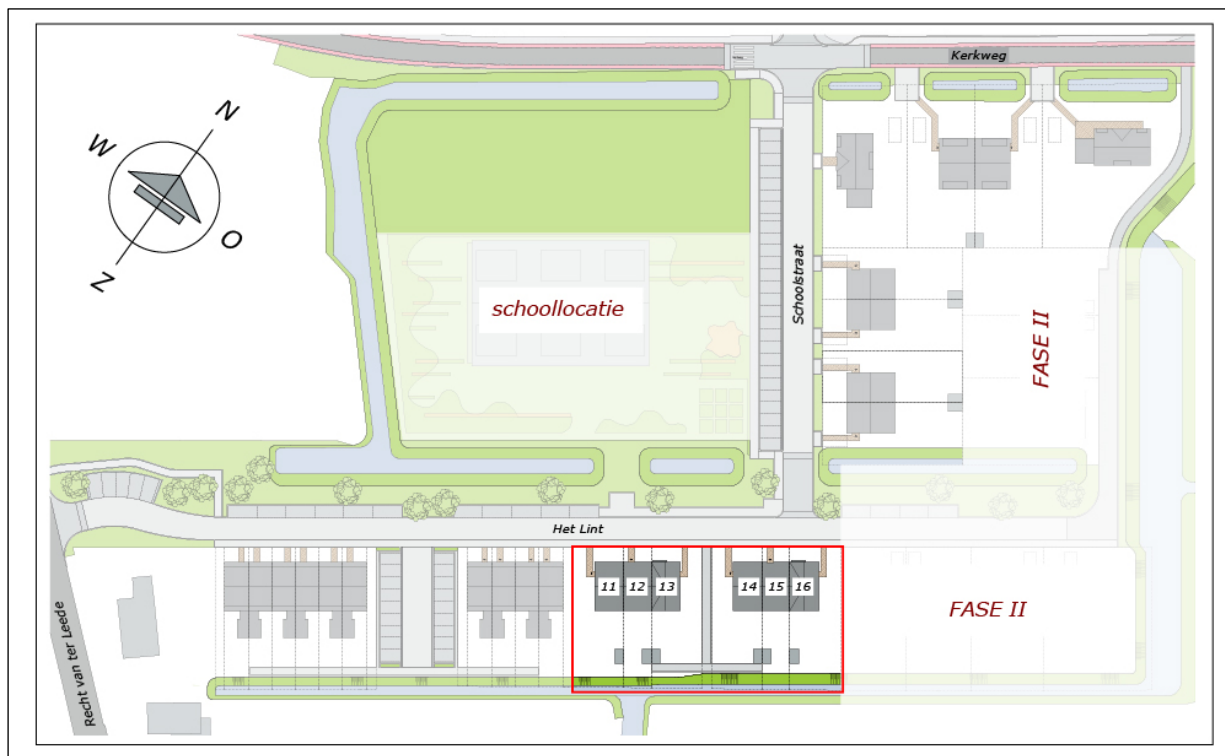 Kerkweg
N
W
O
Z
Schoolstraat
schoollocatie
FASE II
Het Lint
11
12
13
14
15
16
FASE II
Recht van ter Leede